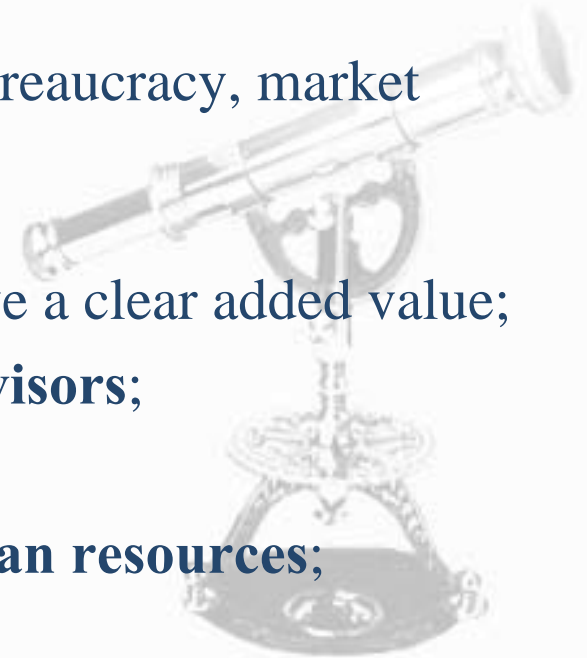 reaucracy, market
e a clear added value;
visors;
an resources;